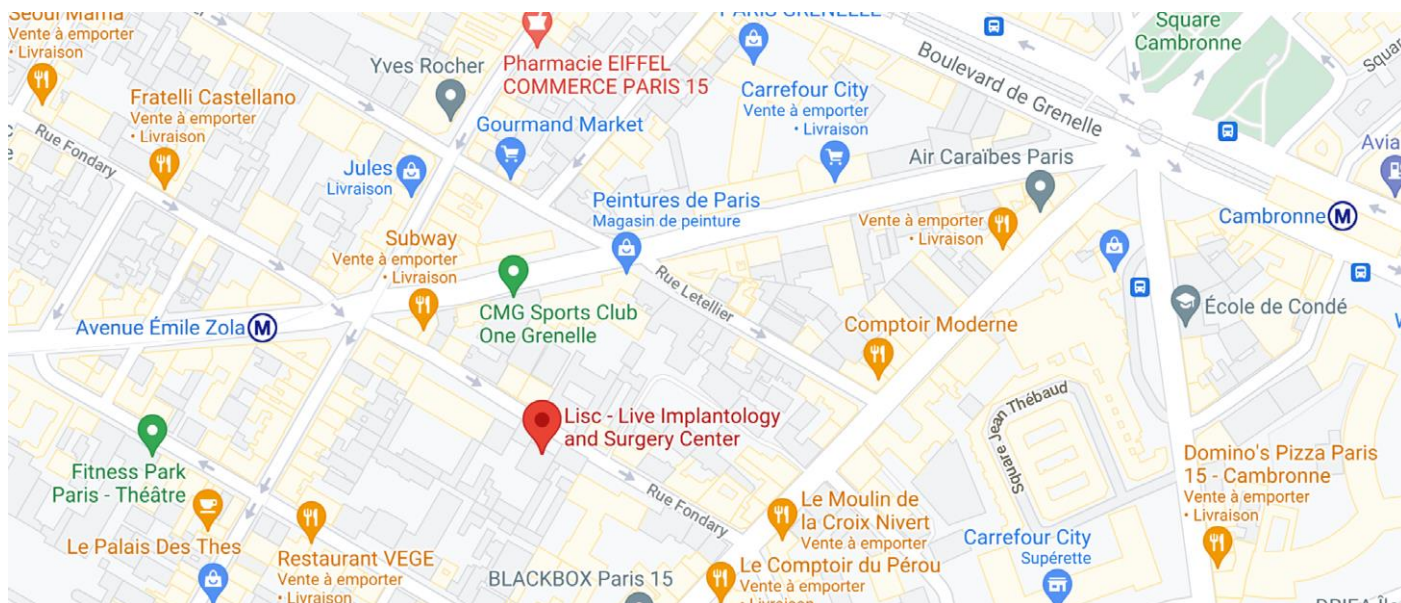 Seoul Mama
Vente à emporter
• Livraison
Fratelli Castellano
Vente à emporter
• Livraison
Rue Fondary
Yves Rocher
Pharmacie EIFFEL
COMMERCE PARIS 15
Gourmand Market
Jules
Livraison
PARIS GRENELLE
Carrefour City
Vente à emporter
• Livraison
Boulevard de Grenelle
Square
Cambronne
Air Caraïbes Paris
Peintures de Paris
Magasin de peinture
Vente à emporter
• Livraison
Cambronne M
Subway
Vente à emporter
• Livraison
Avenue Émile Zola M
CMG Sports Club
One Grenelle
Rue Letellier
Comptoir Moderne
École de Condé
Square Jean Thébaud
Lisc - Live Implantology
and Surgery Center
Fitness Park
Paris - Théâtre
Le Palais Des Thes
Restaurant VEGE
Vente à emporter
• Livraison
Rue Fondary
BLACKBOX Paris 15
Le Moulin de
la Croix Nivert
Vente à emporter
Le Comptoir du Pérou
Vente à emporter
• Livraison
Carrefour City
Supérette
Domino's Pizza Paris
15 - Cambronne
Vente à emporter
• Livraison